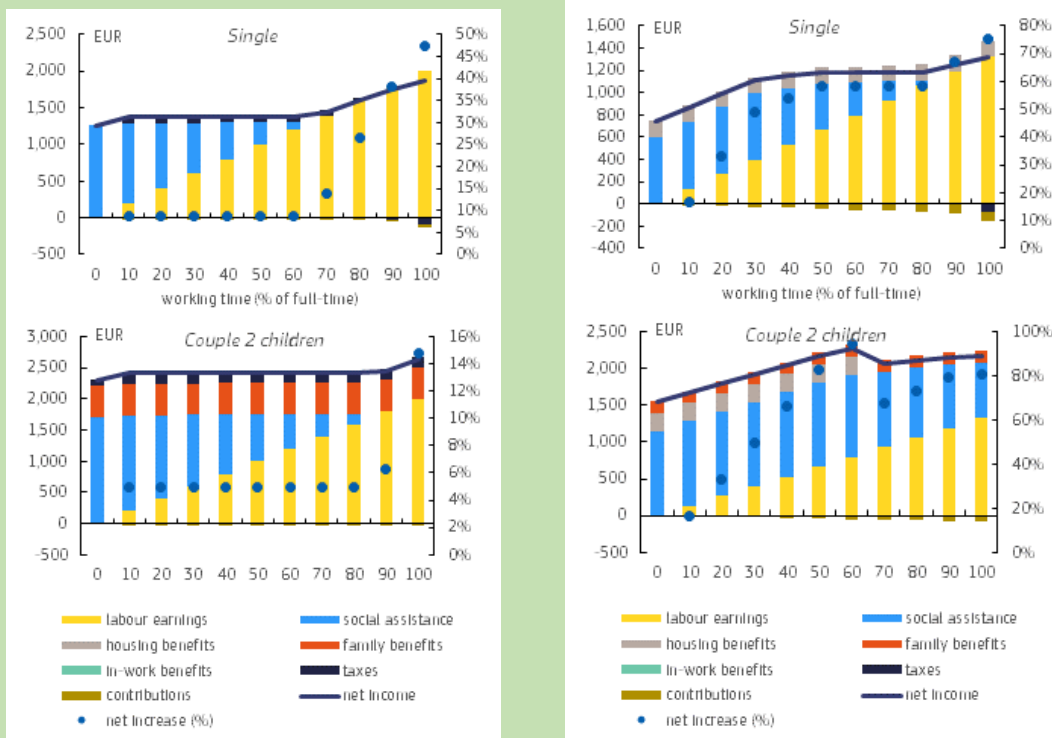 EUR
Single
2,500
2,000
1,500
1,000
500
0
-500
50%
45%
40%
35%
30%
25%
20%
15%
10%
5%
0%
0 10 20 30 40 50 60 70 80 90 100
working time (% of full-time)
EUR
Couple 2 children
3,000
2,500
2,000
1,500
1,000
500
0
-500
16%
14%
12%
10%
8%
6%
4%
2%
0%
0 10 20 30 40 50 60 70 80 90 100
labour earnings social assistance
housing benefits family benefits
in-work benefits taxes
contributions net income
net increase (%)
EUR
Single
1,600
1,400
1,200
1,000
800
600
400
200
0
-200
-400
80%
70%
60%
50%
40%
30%
20%
10%
0%
0 10 20 30 40 50 60 70 80 90 100
working time (% of full-time)
EUR
Couple 2 children
2,500
2,000
1,500
1,000
500
0
-500
100%
80%
60%
40%
20%
0%
0 10 20 30 40 50 60 70 80 90 100
labour earnings social assistance
housing benefits family benefits
in-work benefits taxes
contributions net income
net increase (%)